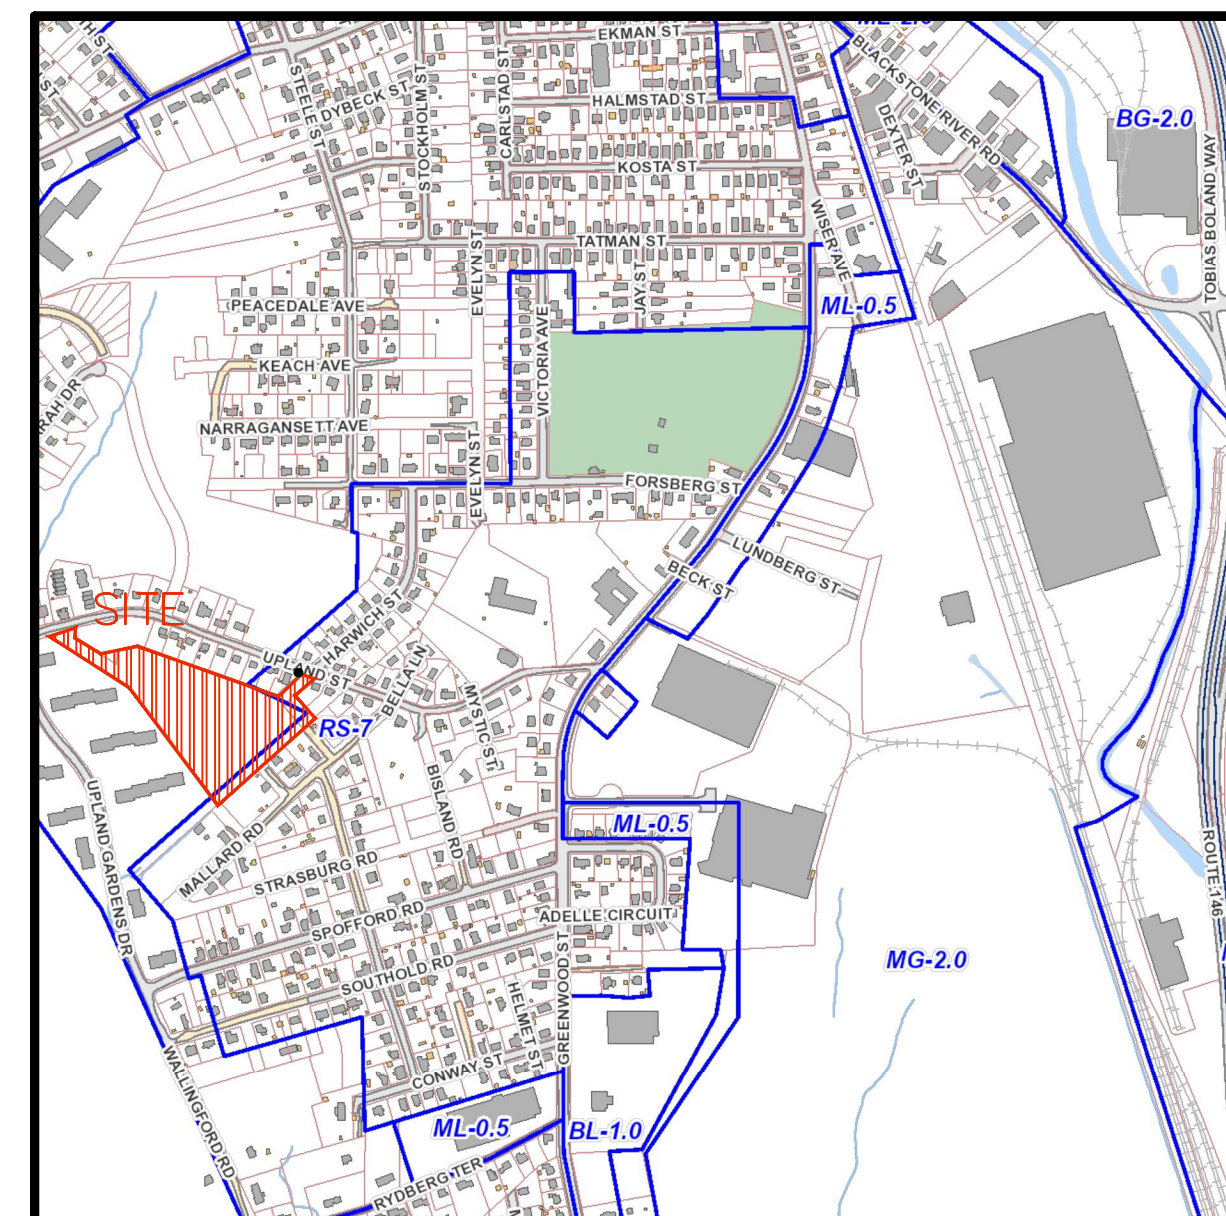 EKMAN ST
BLACKSTONE RIVER RD
STEELE ST
DYBECK ST
STOCKHOLM ST
CARLSTAD ST
HALMSTAD ST
DEXTER ST
BG-2.0
TOBIAS BOLAND WAY
KOSTA ST
WISER AVE
TATMAN ST
EVELYN ST
JAY ST
PEACEDALE AVE
ML-0.5
VICTORIA AVE
KEACH AVE
NARRAGANSETT AVE
EVELYN ST
FORSBERG ST
LUNDBERG ST
BECK ST
SITE
HARWICH ST
UPLAND ST
BELLA LN
MYSTIC ST
RS-7
UPLAND GARDENS DR
BISLAND RD
ML-0.5
MALLARD RD
STRASBURG RD
ROUTE 146
SPOFFORD RD
ADELLE CIRCUIT
SOUTHOLD RD
MG-2.0
HELMET ST
GREENWOOD ST
CONWAY ST
WALLINGFORD RD
ML-0.5
BL-1.0
RYDBERG TER